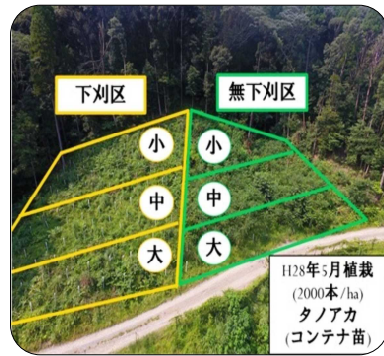 下刈区
無下刈区
小
小
中
中
大
大
H28年5月植栽
(2000本/ha)
タノアカ
(コンテナ苗)